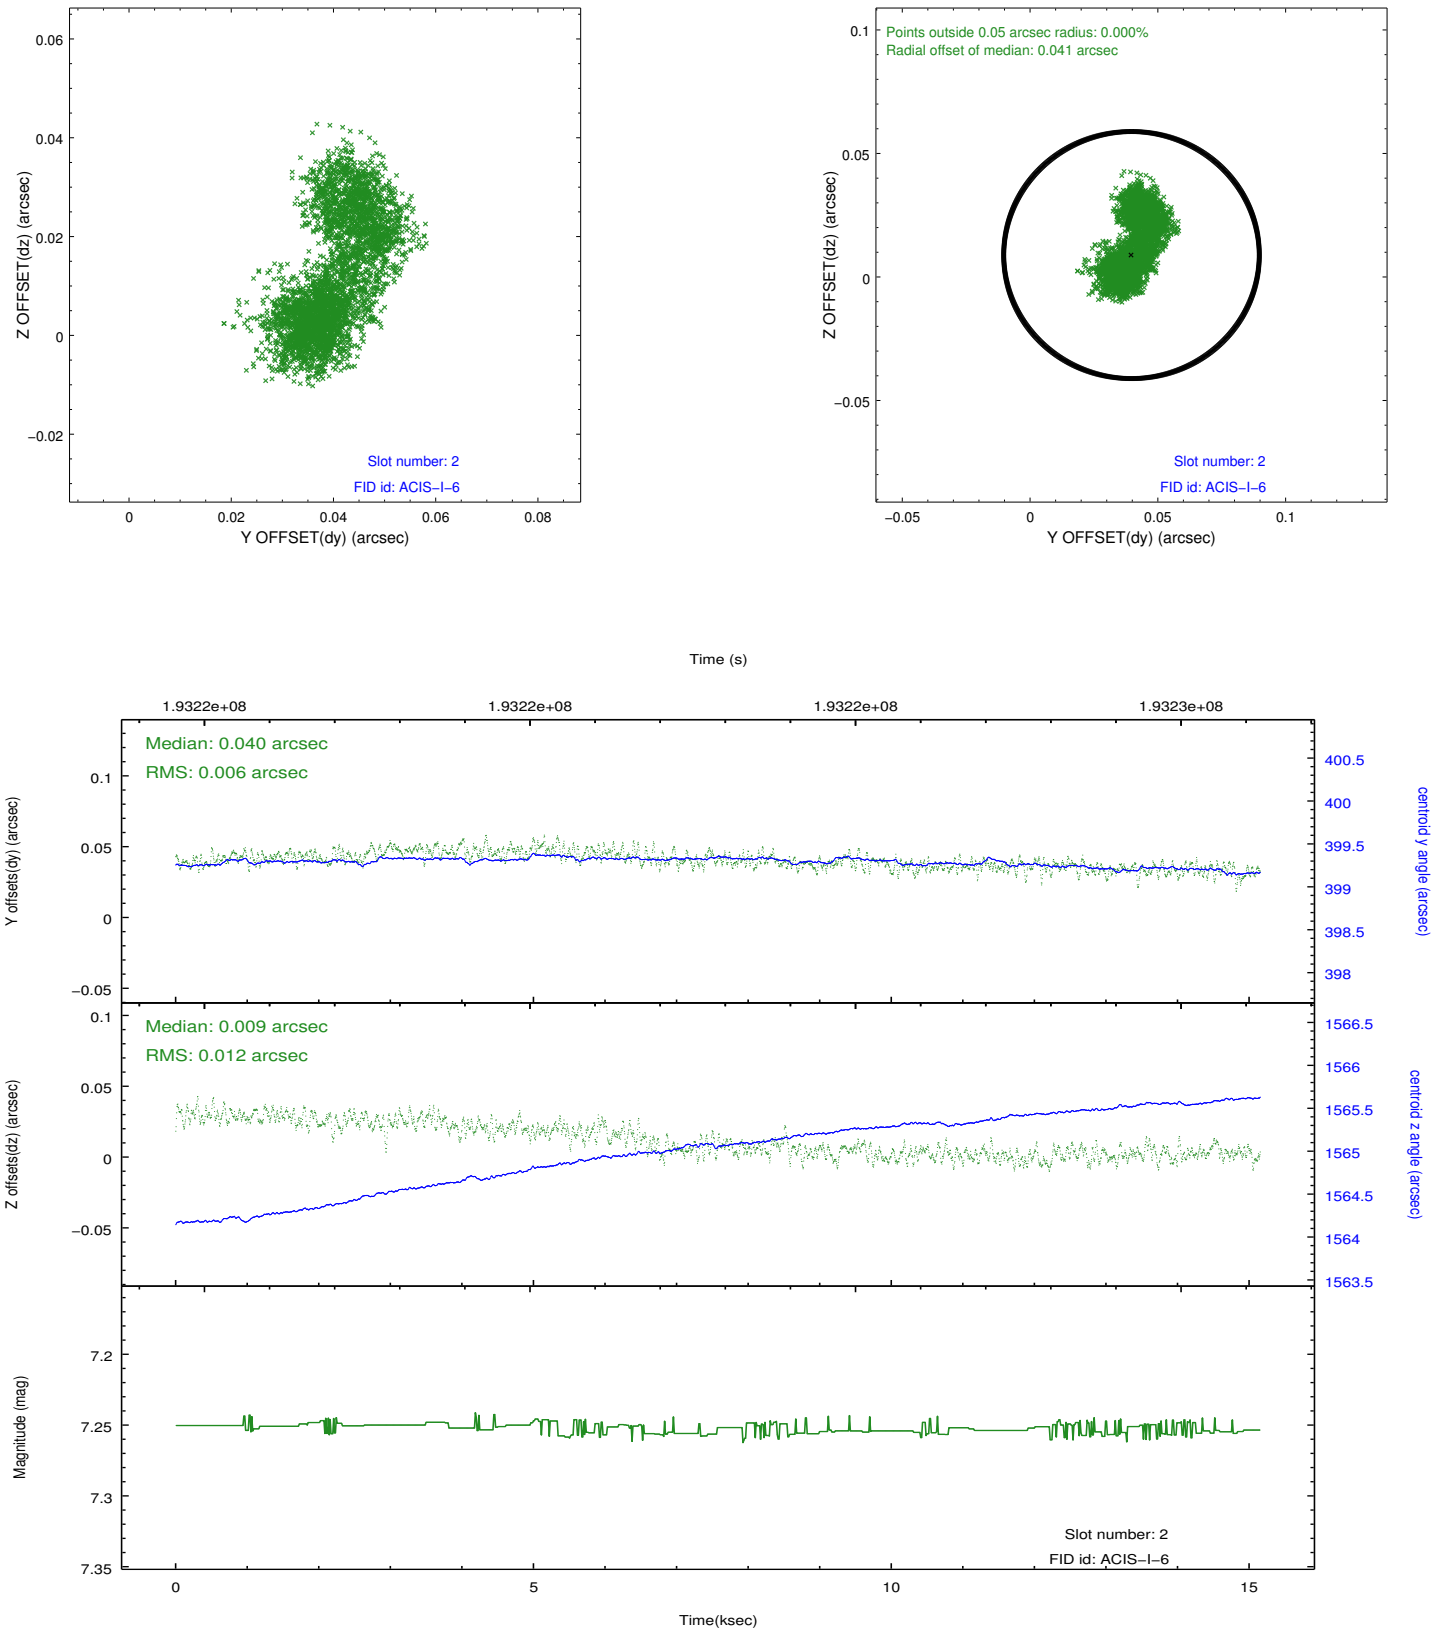 0.06
0.04
0.02
0
−0.02
Z OFFSET(dz) (arcsec)
Slot number: 2
FID id: ACIS−I−6
0 0.02 0.04 0.06 0.08
Y OFFSET(dy) (arcsec)
Points outside 0.05 arcsec radius: 0.000%
Radial offset of median: 0.041 arcsec
0.1
0.05
0
−0.05
Z OFFSET(dz) (arcsec)
Slot number: 2
FID id: ACIS−I−6
−0.05 0 0.05 0.1
Y OFFSET(dy) (arcsec)
Time (s)
1.9322e+08 1.9322e+08 1.9322e+08 1.9323e+08
Median: 0.040 arcsec
RMS: 0.006 arcsec
0.1
0.05
0
−0.05
Y offsets(dy) (arcsec)
400.5
400
399.5
399
398.5
398
centroid y angle (arcsec)
Median: 0.009 arcsec
RMS: 0.012 arcsec
0.1
0.05
0
−0.05
Z offsets(dz) (arcsec)
1566.5
1566
1565.5
1565
1564.5
1564
1563.5
centroid z angle (arcsec)
7.2
7.25
7.3
7.35
Magnitude (mag)
Slot number: 2
FID id: ACIS−I−6
0 5 10 15
Time(ksec)